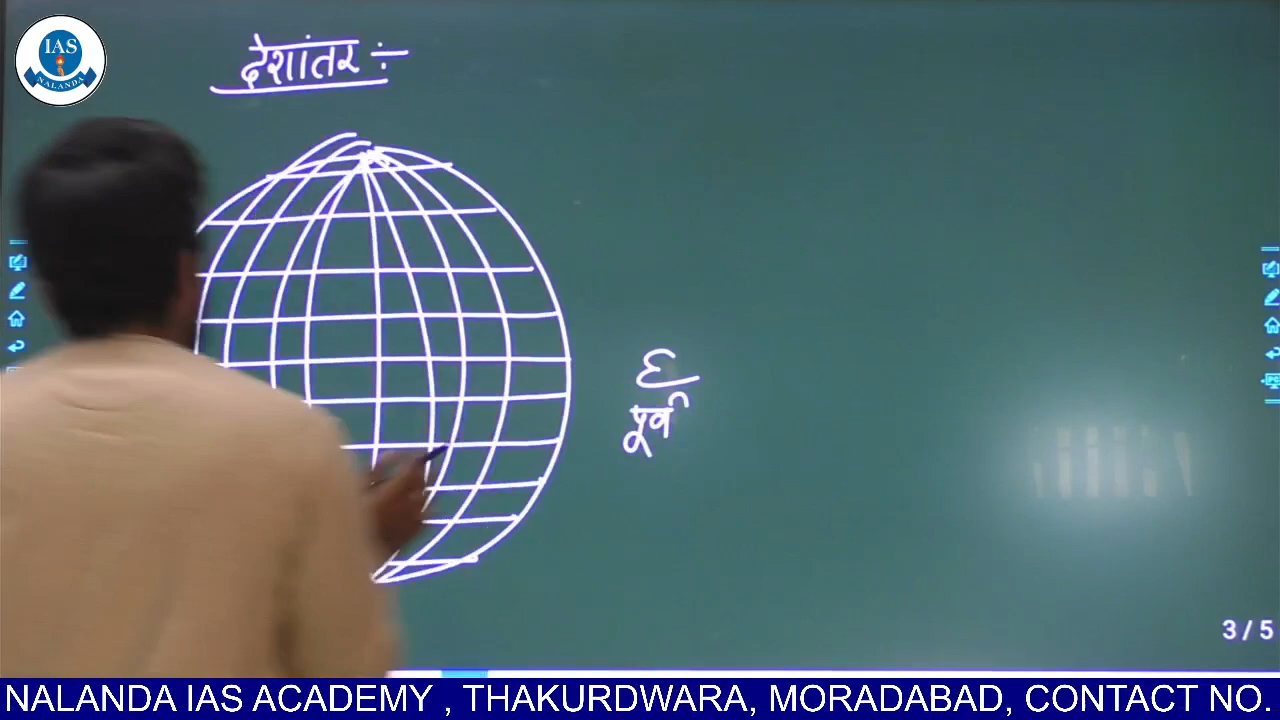 IAS
NALANDA
देशांतर :-
E
पूर्व
3/5
NALANDA IAS ACADEMY , THAKURDWARA, MORADABAD, CONTACT NO.